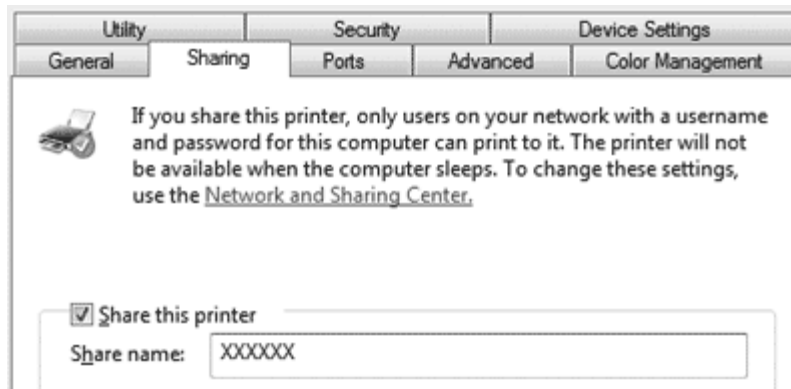 Utility Security Device Settings
General Sharing Ports Advanced Color Management
If you share this printer, only users on your network with a username
and password for this computer can print to it. The printer will not
be available when the computer sleeps. To change these settings,
use the Network and Sharing Center.
Share this printer
Share name: XXXXXX